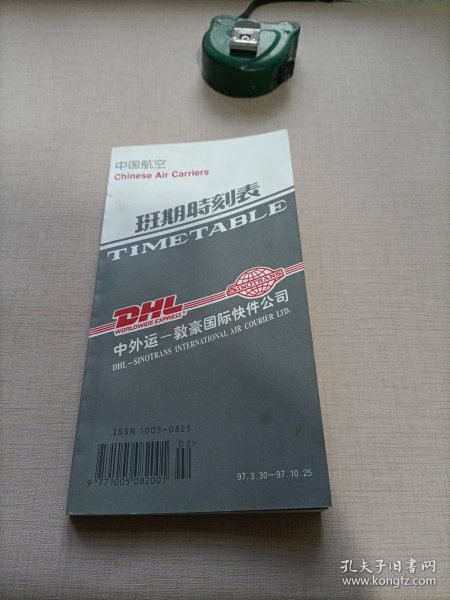 中国航空
Chinese Air Carriers
班期時刻表
TIMETABLE
DHL
WORLDWIDE EXPRESS
SINOTRANS
中外运－敦豪国际快件公司
DHL-SINOTRANS INTERNATIONAL AIR COURIER LTD.
ISSN 1005-0825
02>
9 771005 082001
97.3.30—97.10.25
孔夫子旧书网
www.kongfz.com